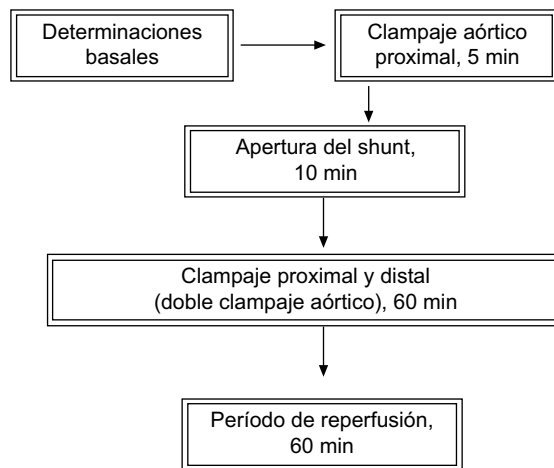 Determinaciones
basales
Clampaje aórtico
proximal, 5 min
Apertura del shunt,
10 min
Clampaje proximal y distal
(doble clampaje aórtico), 60 min
Período de reperfusión,
60 min